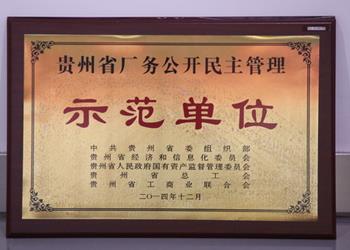 贵州省厂务公开民主管理
示范单位
中共贵州省委组织部
贵州省经济和信息化委员会
贵州省人民政府国有资产监督管理委员会
贵州省总工会
贵州省工商业联合会
二〇一四年十二月